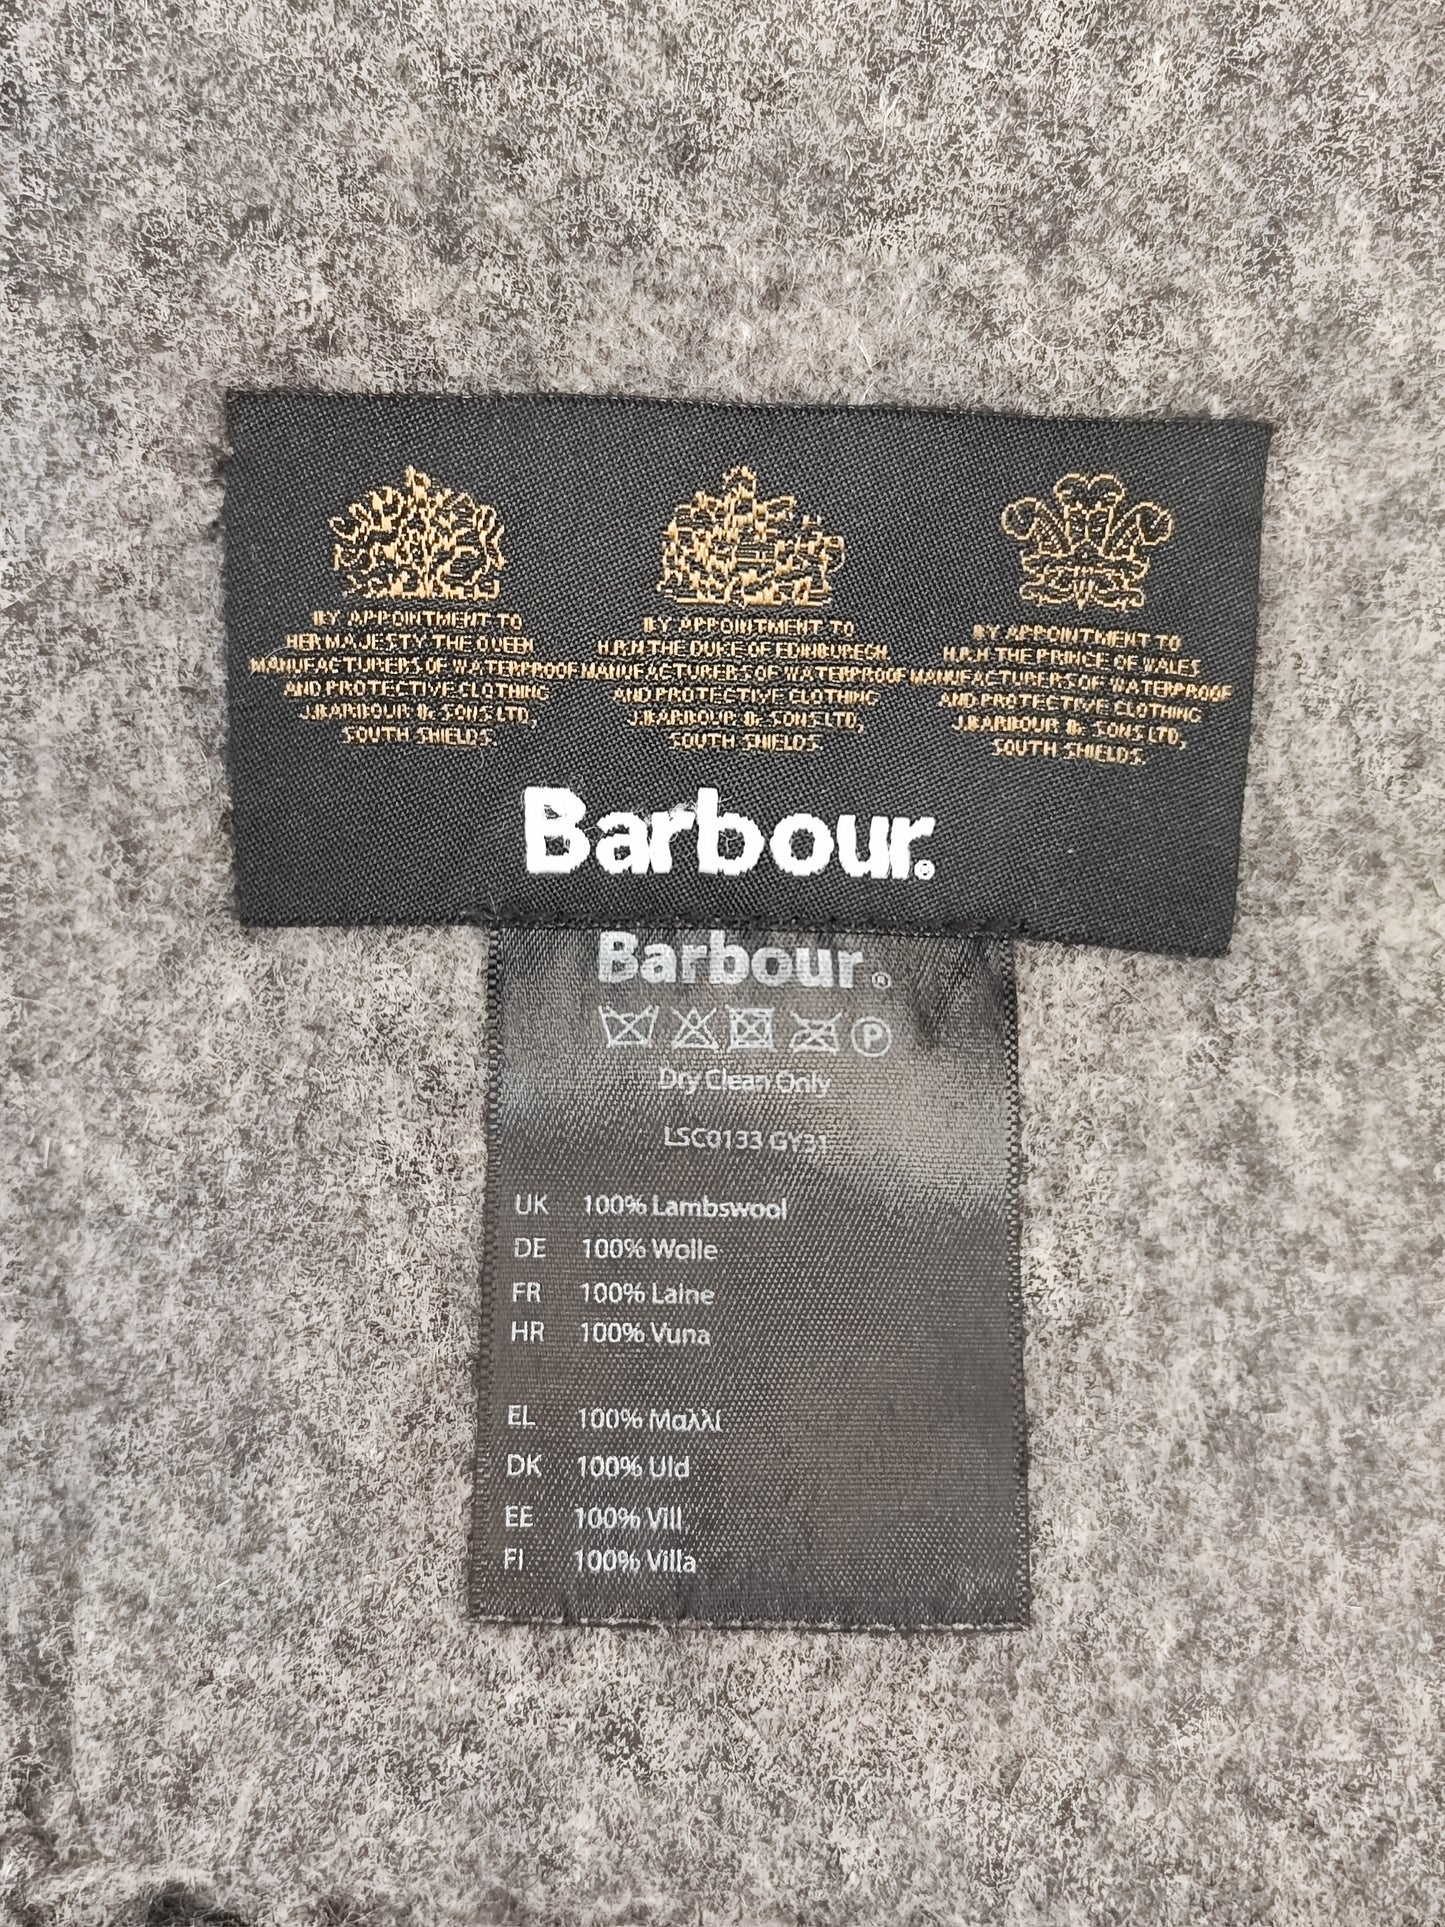 BY APPOINTMENT TO
HER MAJESTY THE QUEEN
MANUFACTURERS OF WATERPROOF
AND PROTECTIVE CLOTHING
J.BARBOUR & SONS LTD,
SOUTH SHIELDS.
BY APPOINTMENT TO
H.R.H THE DUKE OF EDINBURGH
MANUFACTURERS OF WATERPROOF
AND PROTECTIVE CLOTHING
J.BARBOUR & SONS LTD,
SOUTH SHIELDS.
BY APPOINTMENT TO
H.R.H THE PRINCE OF WALES
MANUFACTURERS OF WATERPROOF
AND PROTECTIVE CLOTHING
J.BARBOUR & SONS LTD,
SOUTH SHIELDS.
Barbour®
Barbour®
P
Dry Clean Only
LSC0133 GY31
UK 100% Lambswool
DE 100% Wolle
FR 100% Laine
HR 100% Vuna
EL 100% Μαλλί
DK 100% Uld
EE 100% Vill
FI 100% Villa